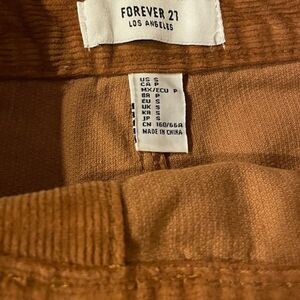 FOREVER 21
LOS ANGELES
US S
CA P
MX/ECU P
BR P
EU S
UK S
KR S
JP S
CN 160/66A
MADE IN CHINA